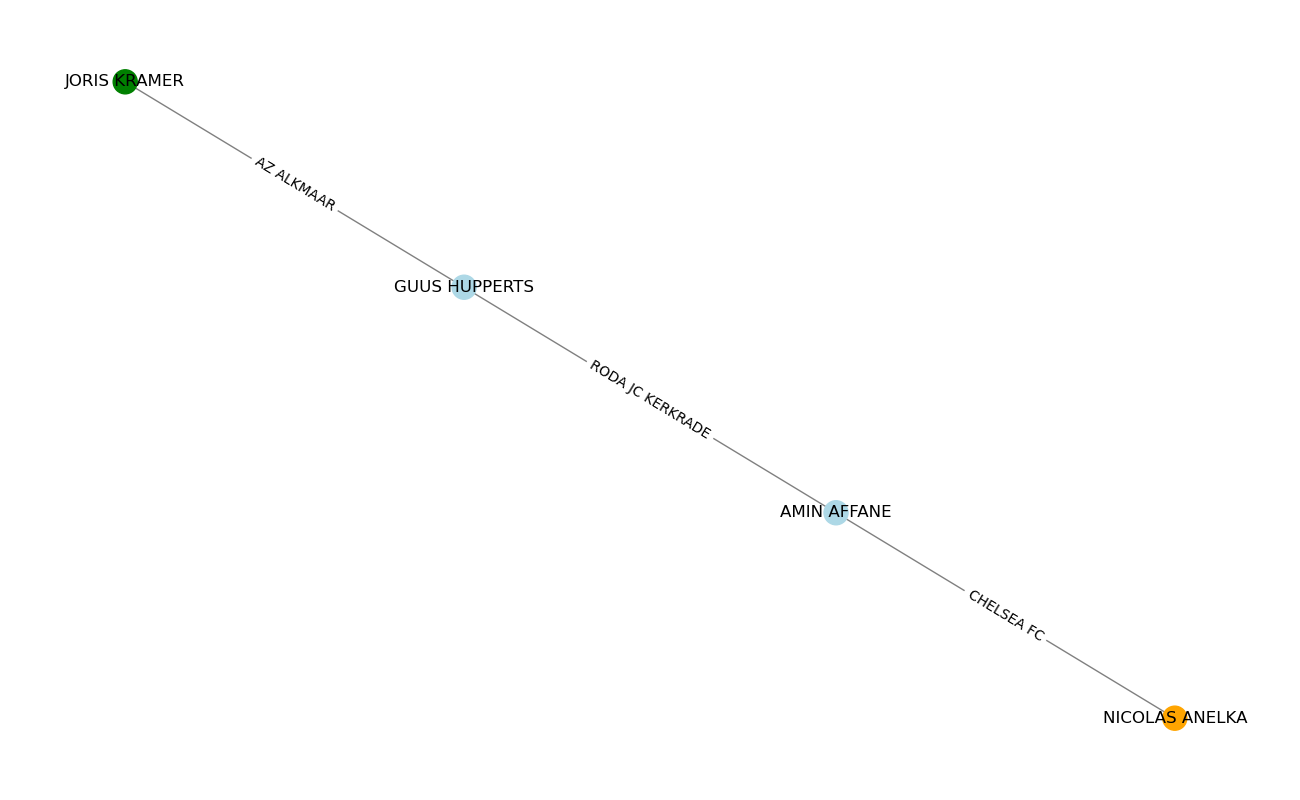 JORIS KRAMER
AZ ALKMAAR
GUUS HUPPERTS
RODA JC KERKRADE
AMIN AFFANE
CHELSEA FC
NICOLAS ANELKA